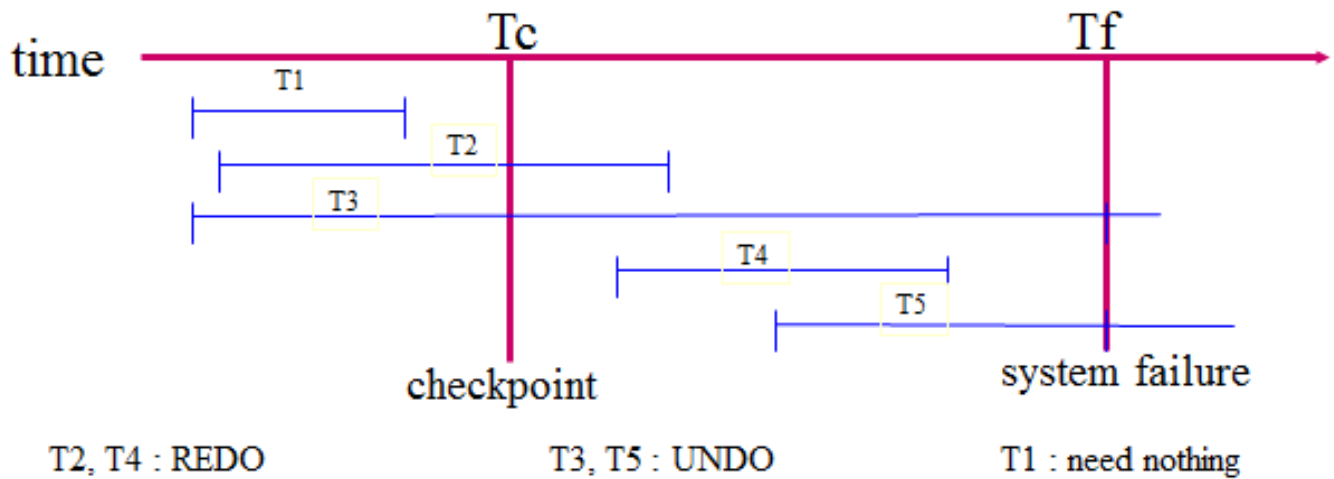 Tc Tf
time
T1
T2
T3
T4
T5
checkpoint system failure
T2, T4 : REDO T3, T5 : UNDO T1 : need nothing